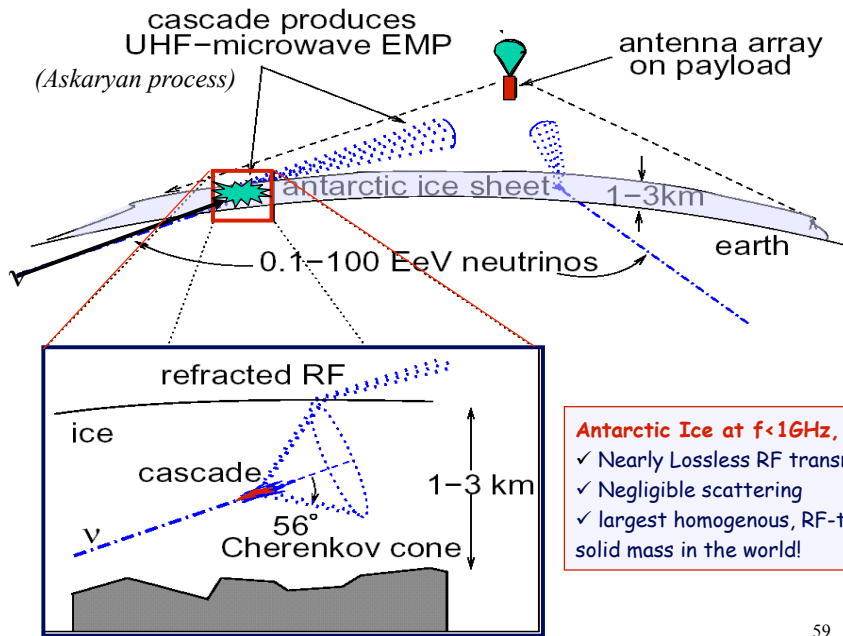 cascade produces
UHF−microwave EMP
(Askaryan process)
antenna array
on payload
antarctic ice sheet
1−3km
earth
0.1−100 EeV neutrinos
ν
refracted RF
ice
cascade
1−3 km
56°
ν
Cherenkov cone
Antarctic Ice at f<1GHz,
✓ Nearly Lossless RF transm
✓ Negligible scattering
✓ largest homogenous, RF-t
solid mass in the world!
59